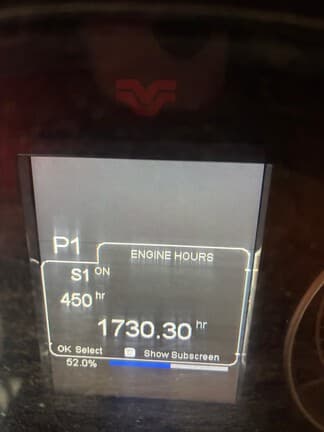 P1
ENGINE HOURS
S1 ON
450 hr
1730.30 hr
OK Select Show Subscreen
52.0%